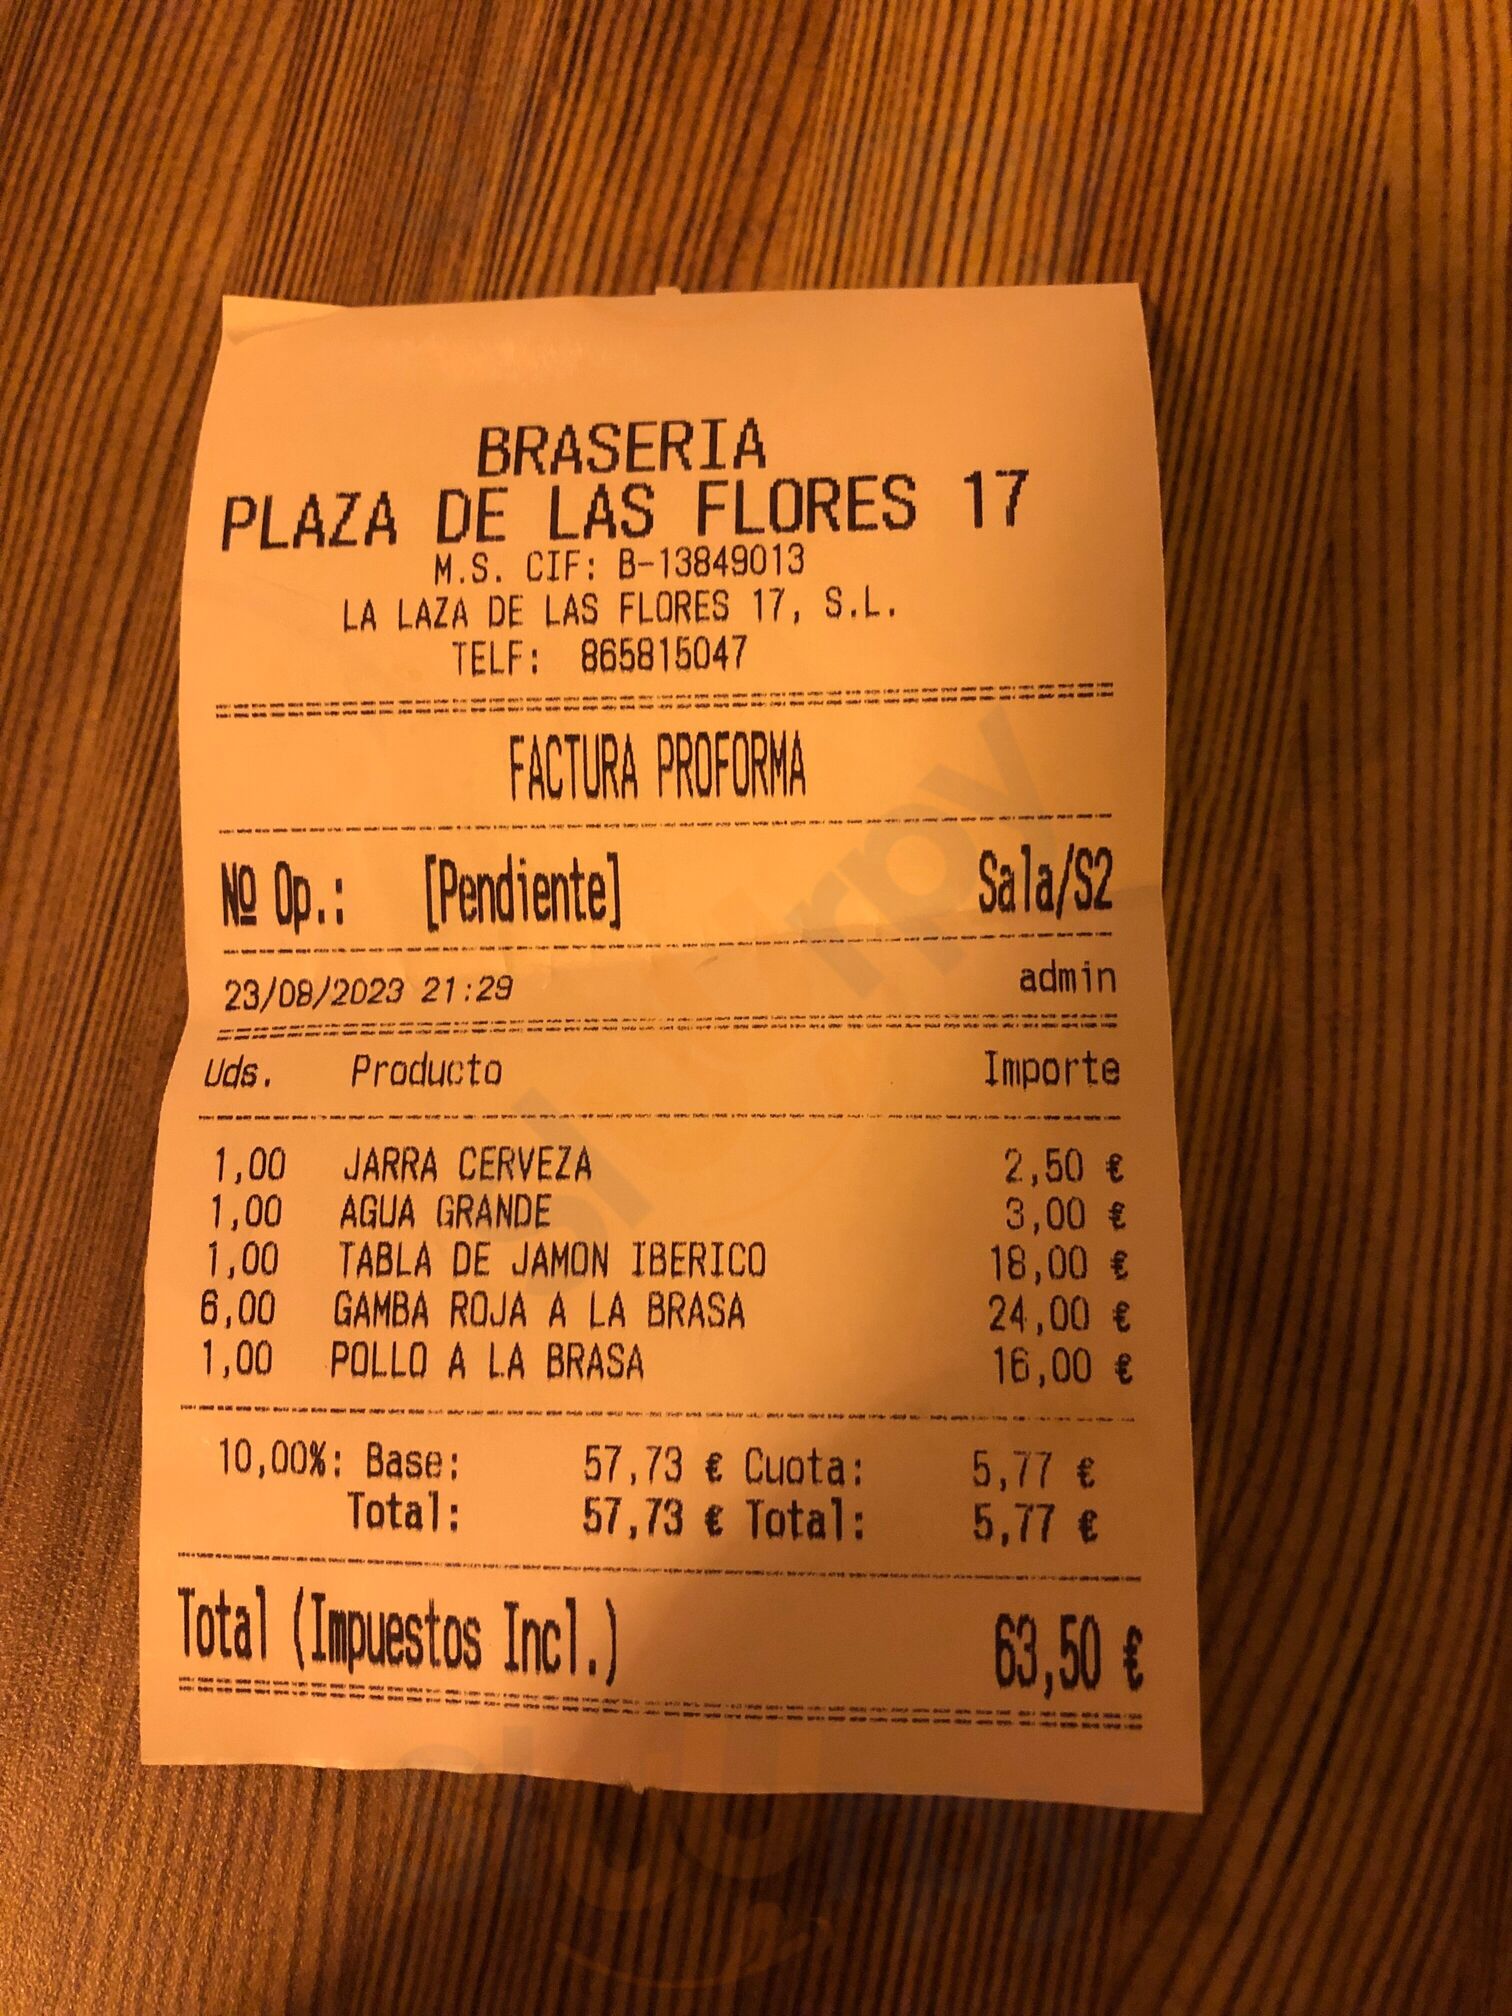 BRASERIA
PLAZA DE LAS FLORES 17
M.S. CIF: B-13849013
LA LAZA DE LAS FLORES 17, S.L.
TELF: 865815047
FACTURA PROFORMA
Nº Op.: [Pendiente] Sala/S2
23/08/2023 21:29 admin
Uds. Producto Importe
1,00 JARRA CERVEZA 2,50 €
1,00 AGUA GRANDE 3,00 €
1,00 TABLA DE JAMON IBERICO 18,00 €
6,00 GAMBA ROJA A LA BRASA 24,00 €
1,00 POLLO A LA BRASA 16,00 €
10,00%: Base: 57,73 € Cuota: 5,77 €
Total: 57,73 € Total: 5,77 €
Total (Impuestos Incl.) 63,50 €